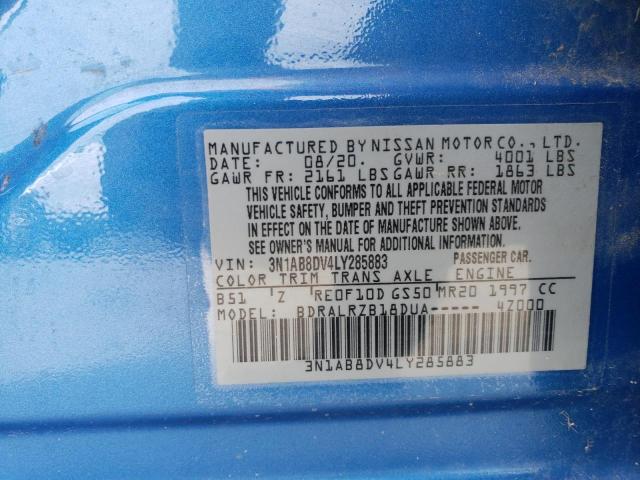 MANUFACTURED BY NISSAN MOTOR CO., LTD.
DATE: 08/20. GVWR: 4001 LBS
GAWR FR: 2161 LBS GAWR RR: 1863 LBS
THIS VEHICLE CONFORMS TO ALL APPLICABLE FEDERAL MOTOR
VEHICLE SAFETY, BUMPER AND THEFT PREVENTION STANDARDS
IN EFFECT ON THE DATE OF MANUFACTURE SHOWN ABOVE.
SEE OWNER'S MANUAL FOR ADDITIONAL INFORMATION.
VIN: 3N1AB8DV4LY285883 PASSENGER CAR.
COLOR TRIM TRANS AXLE ENGINE
B51 Z RE0F10D GS50 MR20 1997 CC
MODEL: BDRALRZB18DUA----- 4Z000
3N1AB8DV4LY285883